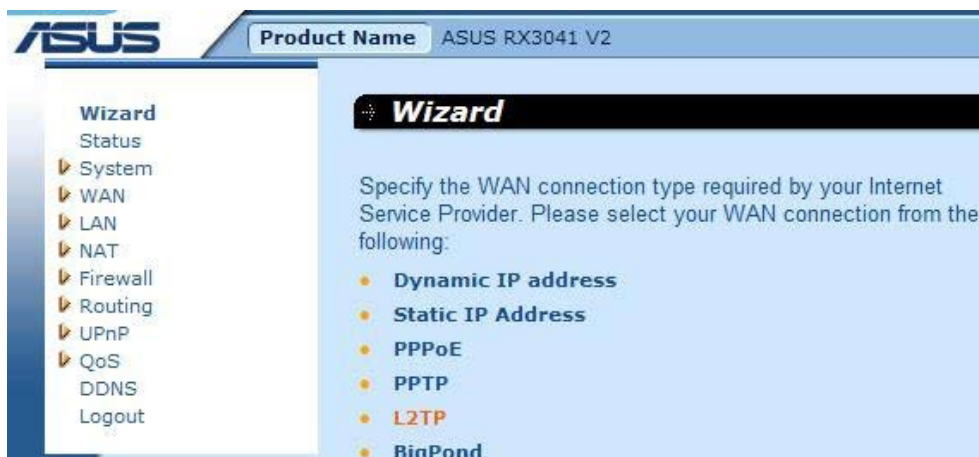 ASUS
Product Name ASUS RX3041 V2
Wizard
Status
System
WAN
LAN
NAT
Firewall
Routing
UPnP
QoS
DDNS
Logout
Wizard
Specify the WAN connection type required by your Internet
Service Provider. Please select your WAN connection from the
following:
Dynamic IP address
Static IP Address
PPPoE
PPTP
L2TP
BigPond